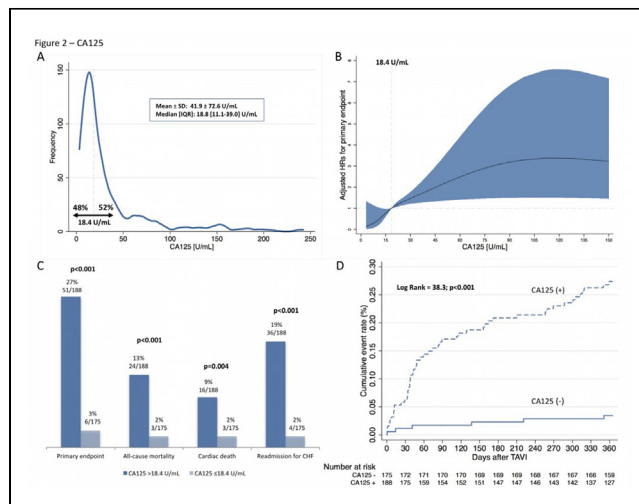 Figure 2 – CA125
A
Mean ± SD: 41.9 ± 72.6 U/mL
Median [IQR]: 18.8 [11.1-39.0] U/mL
Frequency
150
100
50
0
48%
52%
18.4 U/mL
0
50
100
150
200
250
CA125 [U/mL]
B
18.4 U/mL
Adjusted HRs for primary endpoint
8
7
6
5
4
3
2
1
0
0
15
30
45
60
75
90
105
120
135
150
CA125 [U/mL]
C
p<0.001
27%
51/188
3%
6/175
p<0.001
13%
24/188
2%
3/175
p=0.004
9%
16/188
2%
3/175
p<0.001
19%
36/188
2%
4/175
Primary endpoint
All-cause mortality
Cardiac death
Readmission for CHF
CA125 >18.4 U/mL
CA125 ≤18.4 U/mL
D
Log Rank = 38.3; p<0.001
CA125 (+)
CA125 (-)
Cumulative event rate (%)
0.30
0.25
0.20
0.15
0.10
0.05
0.00
0 30 60 90 120 150 180 210 240 270 300 330 360
Days after TAVI
Number at risk
CA125 - 175 172 171 170 170 169 169 169 168 167 167 166 159
CA125 + 188 175 159 154 152 151 147 147 146 143 142 137 127